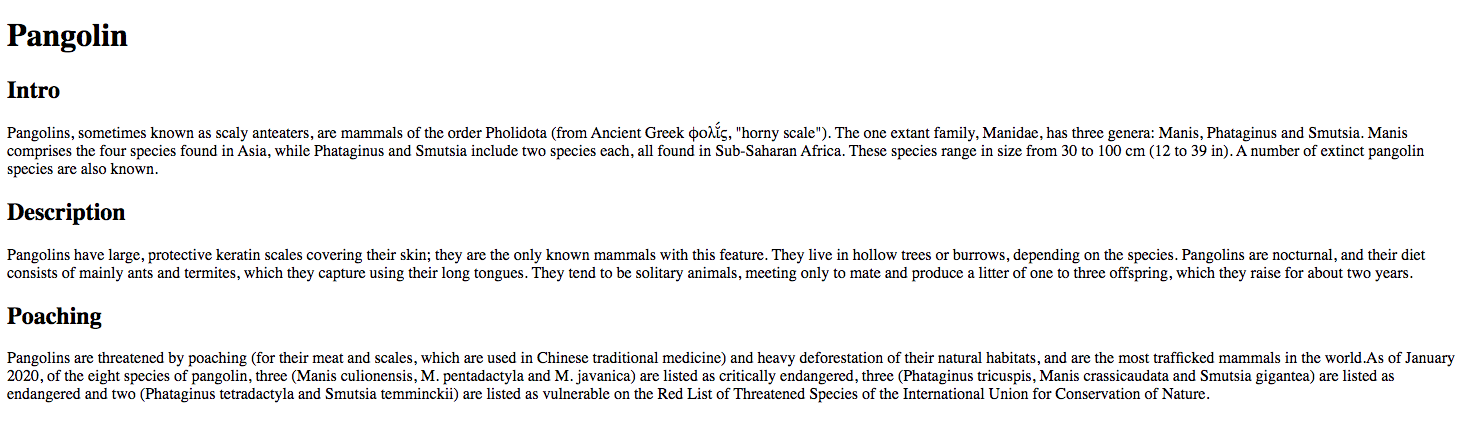 Pangolin
Intro
Pangolins, sometimes known as scaly anteaters, are mammals of the order Pholidota (from Ancient Greek φολῐ́ς, "horny scale"). The one extant family, Manidae, has three genera: Manis, Phataginus and Smutsia. Manis
comprises the four species found in Asia, while Phataginus and Smutsia include two species each, all found in Sub-Saharan Africa. These species range in size from 30 to 100 cm (12 to 39 in). A number of extinct pangolin
species are also known.
Description
Pangolins have large, protective keratin scales covering their skin; they are the only known mammals with this feature. They live in hollow trees or burrows, depending on the species. Pangolins are nocturnal, and their diet
consists of mainly ants and termites, which they capture using their long tongues. They tend to be solitary animals, meeting only to mate and produce a litter of one to three offspring, which they raise for about two years.
Poaching
Pangolins are threatened by poaching (for their meat and scales, which are used in Chinese traditional medicine) and heavy deforestation of their natural habitats, and are the most trafficked mammals in the world.As of January
2020, of the eight species of pangolin, three (Manis culionensis, M. pentadactyla and M. javanica) are listed as critically endangered, three (Phataginus tricuspis, Manis crassicaudata and Smutsia gigantea) are listed as
endangered and two (Phataginus tetradactyla and Smutsia temminckii) are listed as vulnerable on the Red List of Threatened Species of the International Union for Conservation of Nature.